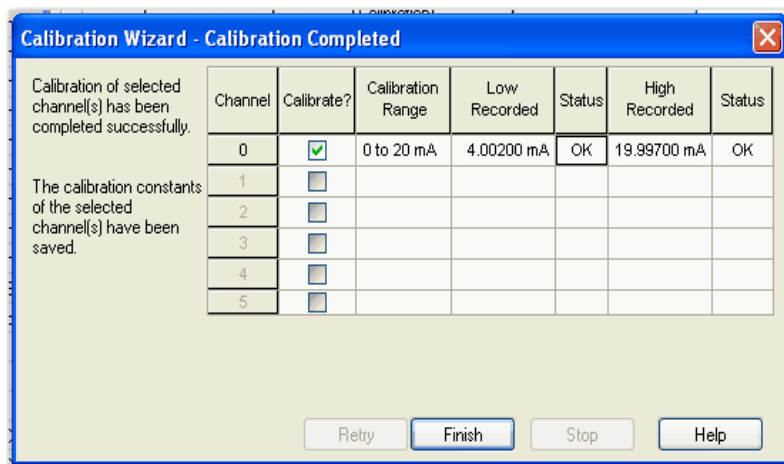 Calibration Wizard - Calibration Completed
Calibration of selected
channel(s) has been
completed successfully.
The calibration constants
of the selected
channel(s) have been
saved.
Channel Calibrate? Calibration Range Low Recorded Status High Recorded Status
0 0 to 20 mA 4.00200 mA OK 19.99700 mA OK
1
2
3
4
5
Retry Finish Stop Help